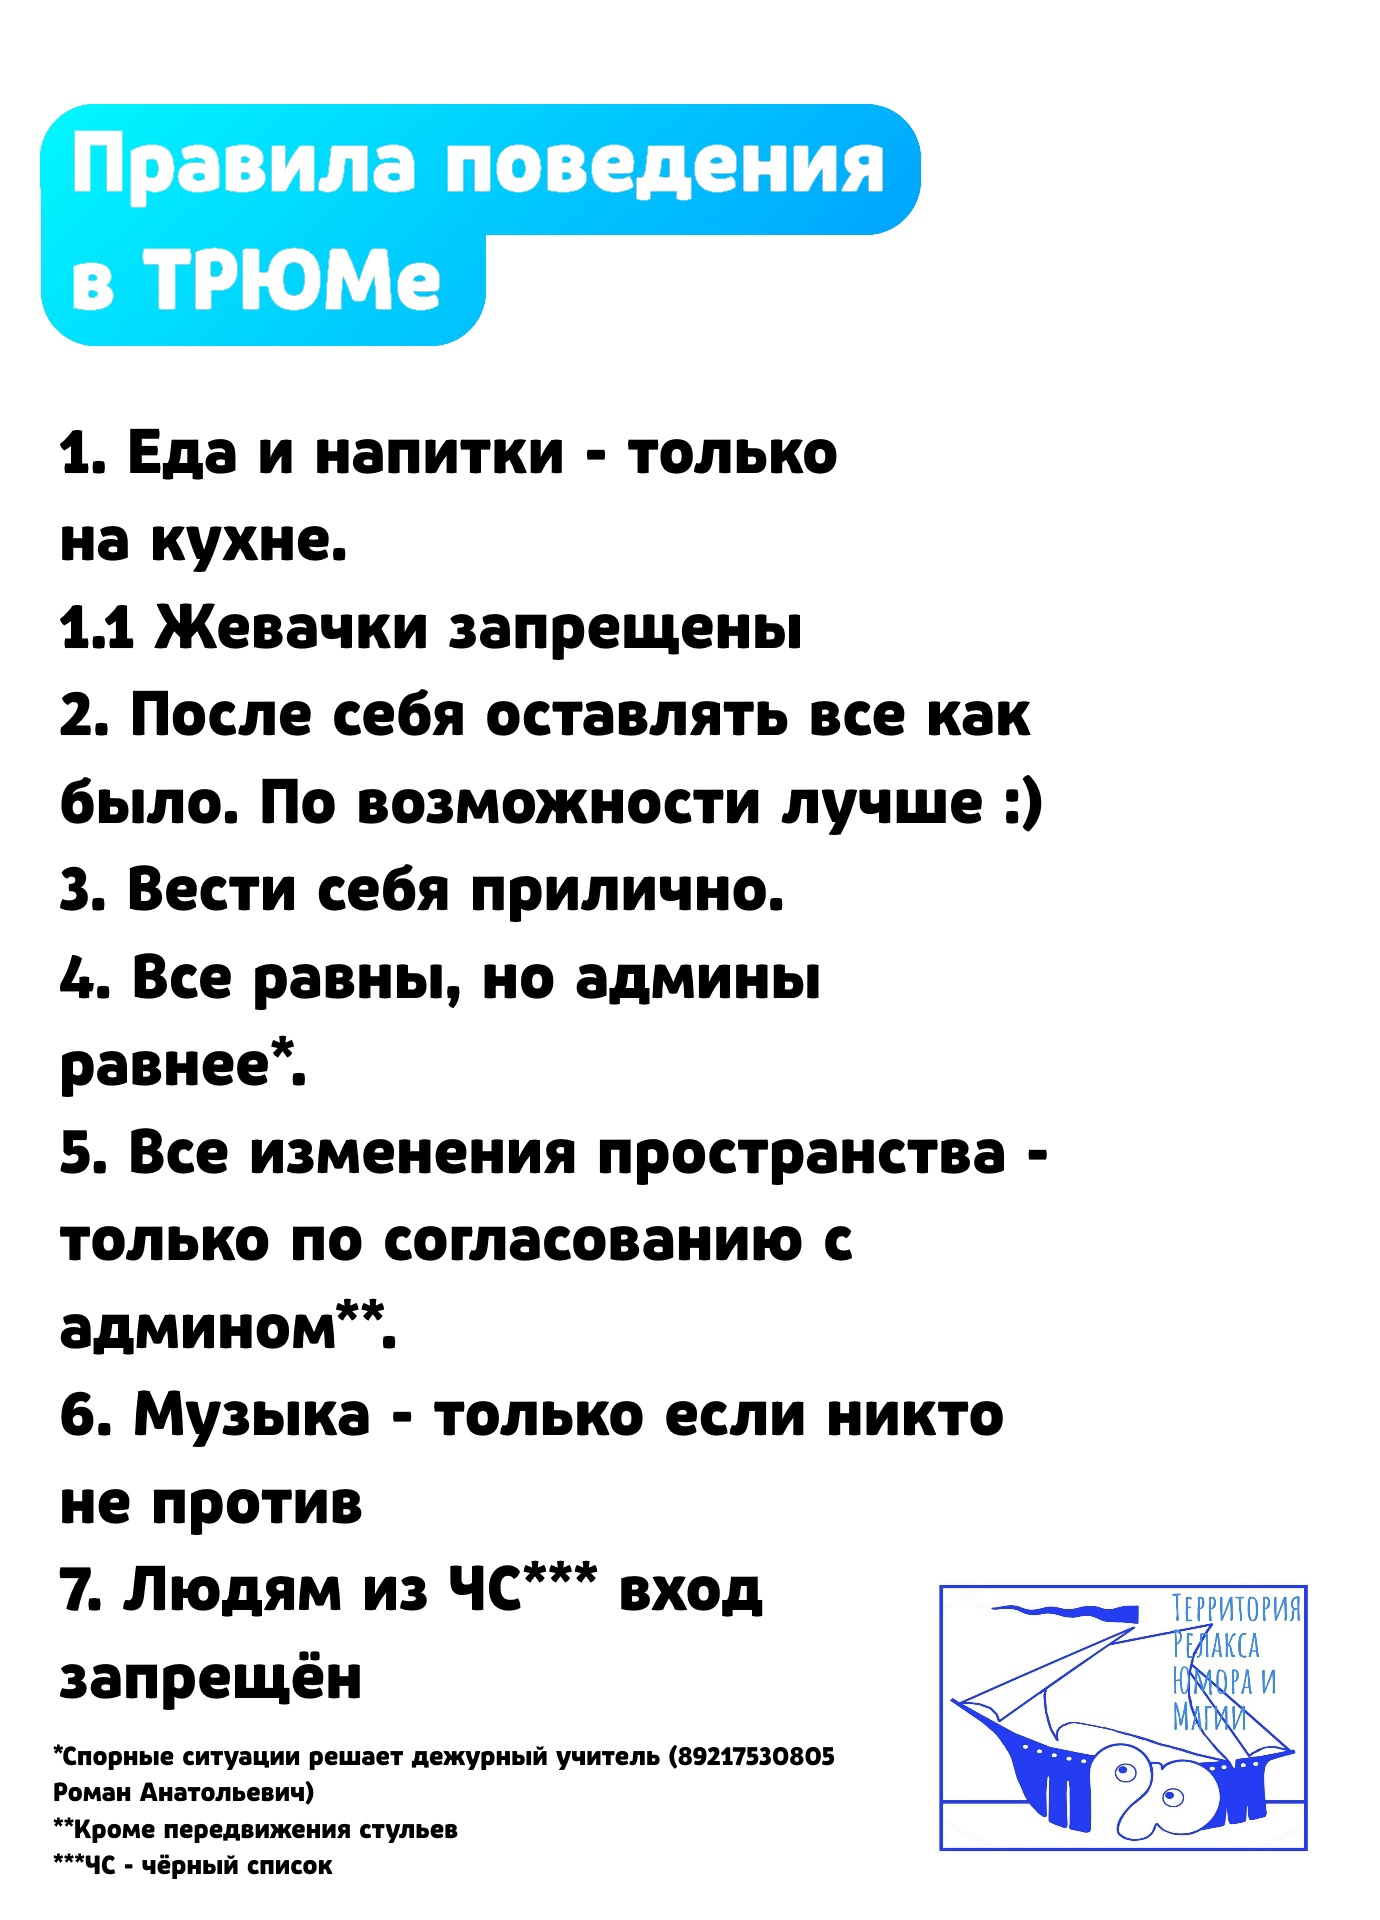 Правила поведения
в ТРЮМе
1. Еда и напитки - только
на кухне.
1.1 Жевачки запрещены
2. После себя оставлять все как
было. По возможности лучше :)
3. Вести себя прилично.
4. Все равны, но админы
равнее*.
5. Все изменения пространства -
только по согласованию с
админом**.
6. Музыка - только если никто
не против
7. Людям из ЧС*** вход
запрещён
*Спорные ситуации решает дежурный учитель (89217530805
Роман Анатольевич)
**Кроме передвижения стульев
***ЧС - чёрный список
Территория
Релакса
Юмора и
Магии